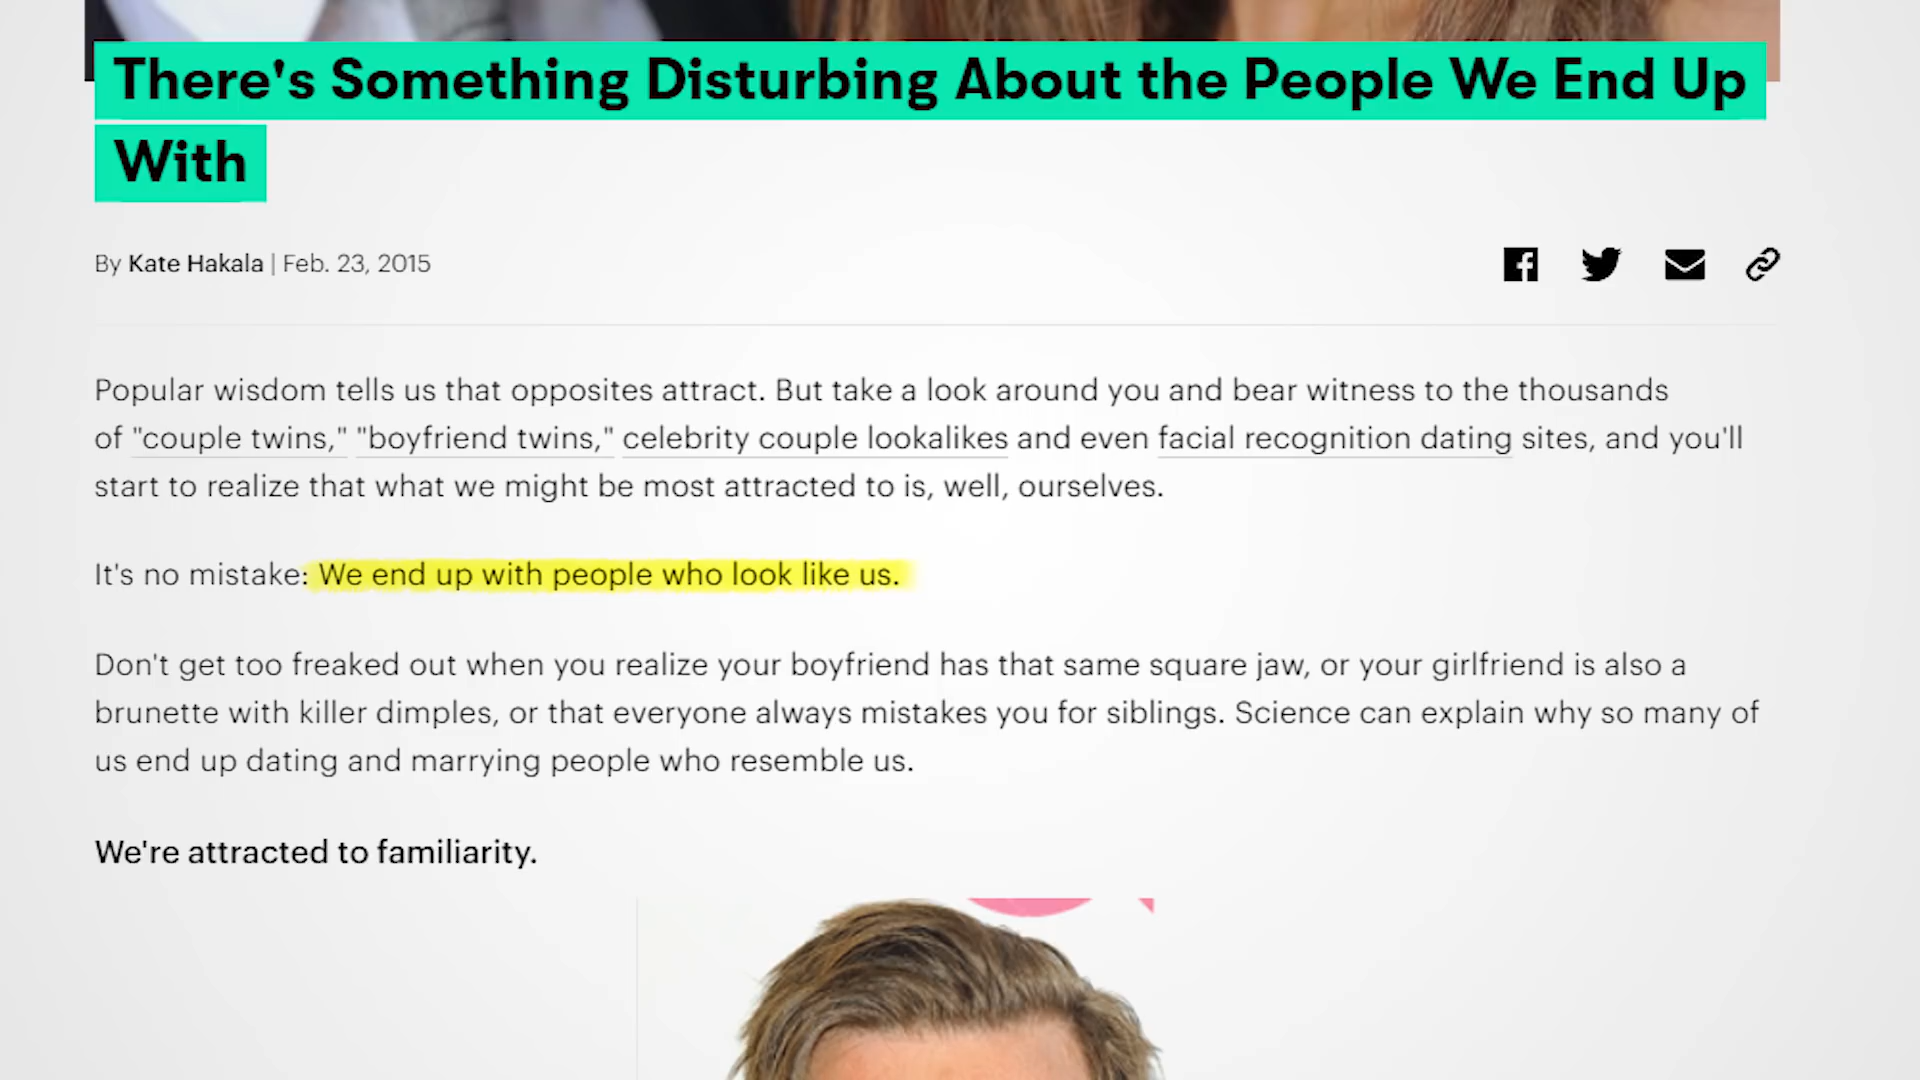 There's Something Disturbing About the People We End Up
With
By Kate Hakala | Feb. 23, 2015
Popular wisdom tells us that opposites attract. But take a look around you and bear witness to the thousands
of "couple twins," "boyfriend twins," celebrity couple lookalikes and even facial recognition dating sites, and you'll
start to realize that what we might be most attracted to is, well, ourselves.
It's no mistake: We end up with people who look like us.
Don't get too freaked out when you realize your boyfriend has that same square jaw, or your girlfriend is also a
brunette with killer dimples, or that everyone always mistakes you for siblings. Science can explain why so many of
us end up dating and marrying people who resemble us.
We're attracted to familiarity.